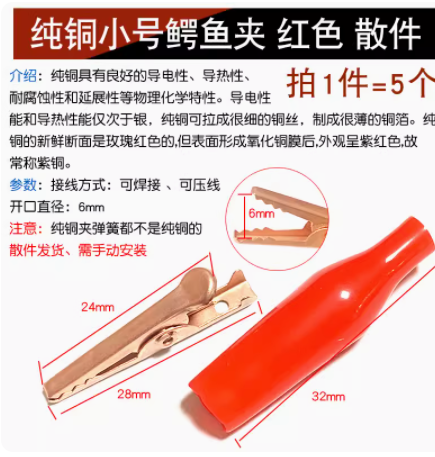 纯铜小号鳄鱼夹 红色 散件
介绍：纯铜具有良好的导电性、导热性、
耐腐蚀性和延展性等物理化学特性。导电性
拍1件=5个
能和导热性能仅次于银，纯铜可拉成很细的铜丝，制成很薄的铜箔。纯
铜的新鲜断面是玫瑰红色的,但表面形成氧化铜膜后,外观呈紫红色,故
常称紫铜。
参数：接线方式：可焊接 、可压线
开口直径：6mm
注意：纯铜夹弹簧都不是纯铜的
散件发货、需手动安装
6mm
24mm
28mm
32mm